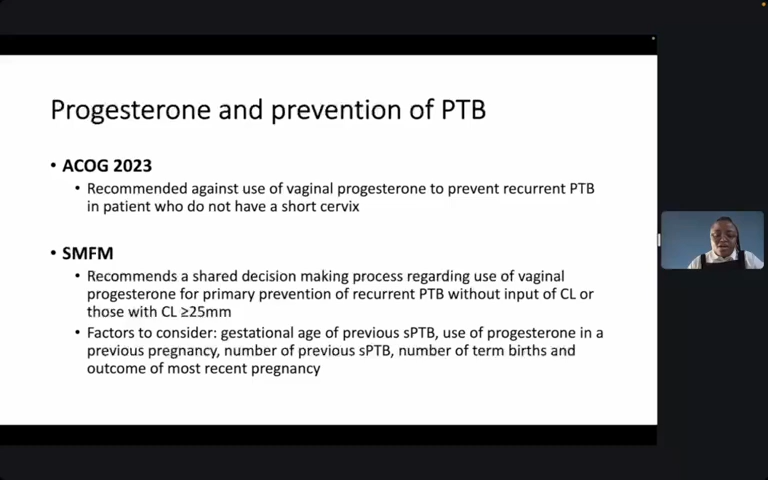 Progesterone and prevention of PTB
• ACOG 2023
• Recommended against use of vaginal progesterone to prevent recurrent PTB
in patient who do not have a short cervix
• SMFM
• Recommends a shared decision making process regarding use of vaginal
progesterone for primary prevention of recurrent PTB without input of CL or
those with CL ≥25mm
• Factors to consider: gestational age of previous sPTB, use of progesterone in a
previous pregnancy, number of previous sPTB, number of term births and
outcome of most recent pregnancy